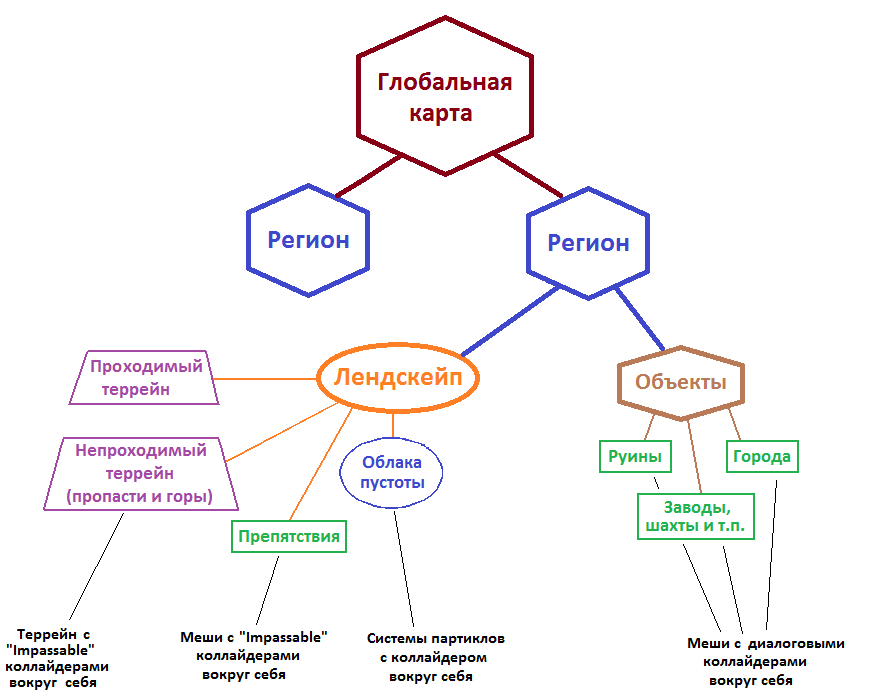 Глобальная
карта
Регион
Регион
Лендскейп
Объекты
Проходимый
террейн
Непроходимый
террейн
(пропасти и горы)
Препятствия
Облака
пустоты
Руины
Города
Заводы,
шахты и т.п.
Террейн с
"Impassable"
коллайдерами
вокруг себя
Меши с "Impassable"
коллайдерами
вокруг себя
Системы партиклов
с коллайдером
вокруг себя
Меши с диалоговыми
коллайдерами
вокруг себя